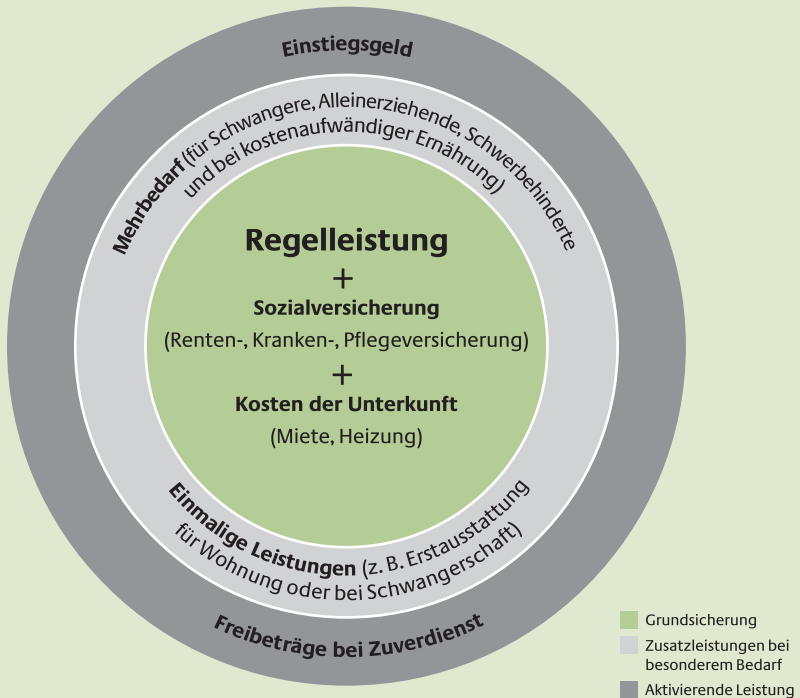 Einstiegsgeld
Mehrbedarf (für Schwangere, Alleinerziehende, Schwerbehinderte
und bei kostenaufwändiger Ernährung)
Regelleistung
+
Sozialversicherung
(Renten-, Kranken-, Pflegeversicherung)
+
Kosten der Unterkunft
(Miete, Heizung)
Einmalige Leistungen (z. B. Erstausstattung
für Wohnung oder bei Schwangerschaft)
Freibeträge bei Zuverdienst
Grundsicherung
Zusatzleistungen bei
besonderem Bedarf
Aktivierende Leistung